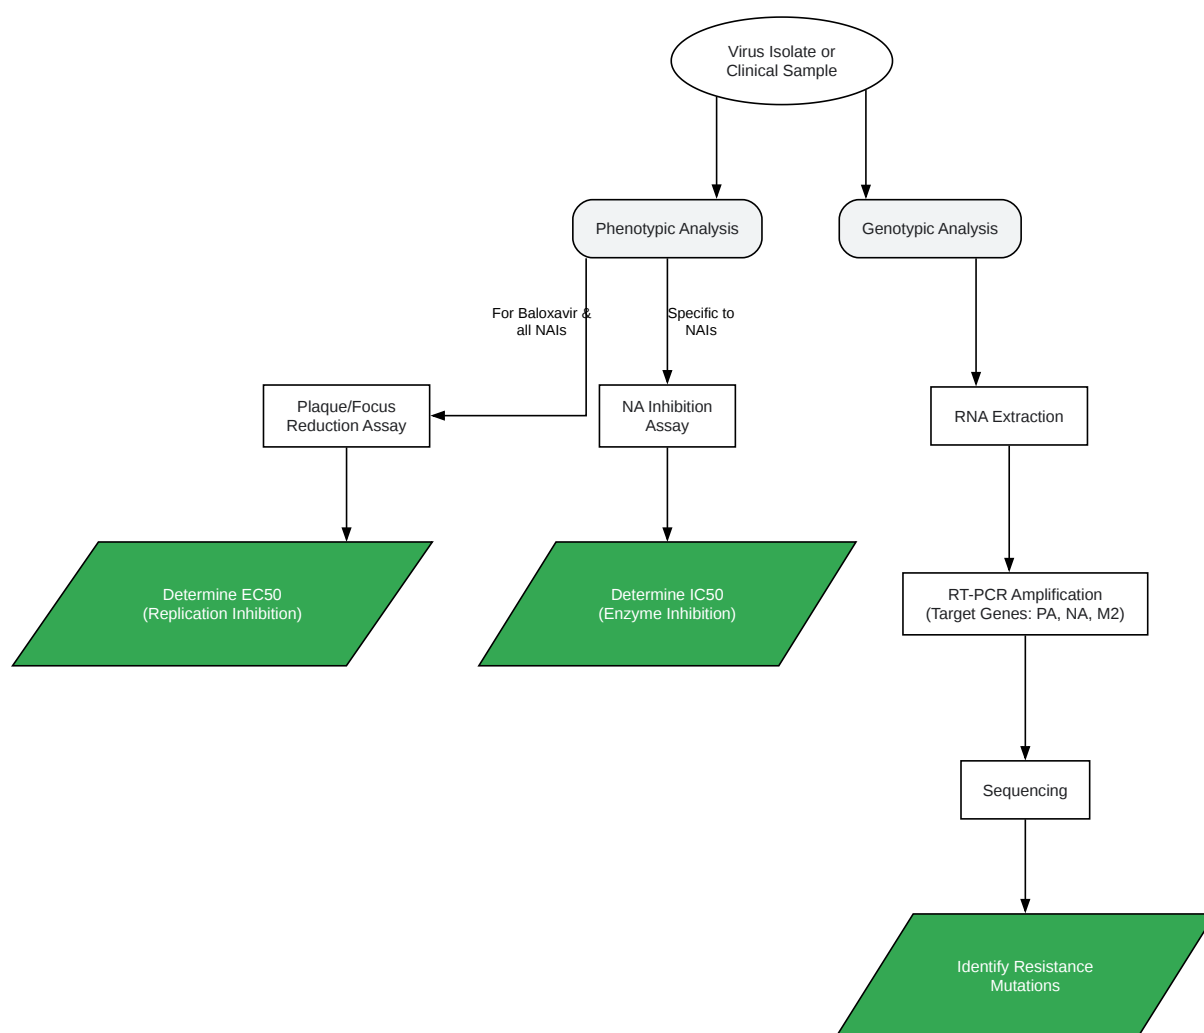 Virus Isolate or
Clinical Sample
Phenotypic Analysis
Genotypic Analysis
For Baloxavir &
all NAIs
Specific to
NAIs
Plaque/Focus
Reduction Assay
NA Inhibition
Assay
RNA Extraction
Determine EC50
(Replication Inhibition)
Determine IC50
(Enzyme Inhibition)
RT-PCR Amplification
(Target Genes: PA, NA, M2)
Sequencing
Identify Resistance
Mutations